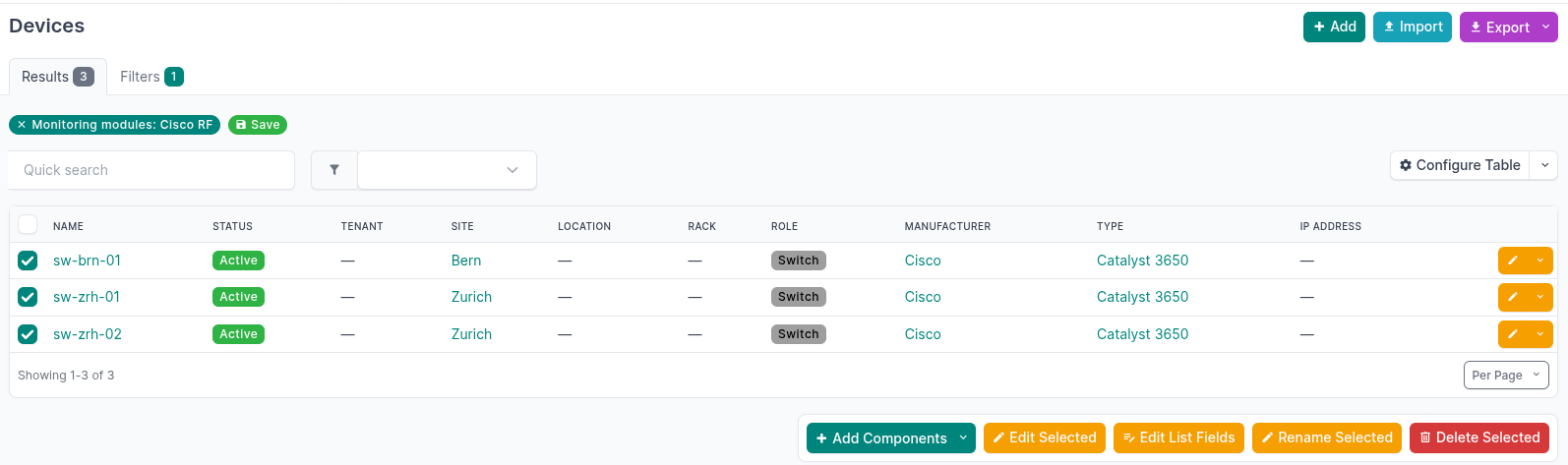 Devices
Add Import Export
Results 3 Filters 1
Monitoring modules: Cisco RF Save
Quick search
Configure Table
NAME STATUS TENANT SITE LOCATION RACK ROLE MANUFACTURER TYPE IP ADDRESS
sw-brn-01 Active — Bern — — Switch Cisco Catalyst 3650 —
sw-zrh-01 Active — Zurich — — Switch Cisco Catalyst 3650 —
sw-zrh-02 Active — Zurich — — Switch Cisco Catalyst 3650 —
Showing 1-3 of 3 Per Page
Add Components Edit Selected Edit List Fields Rename Selected Delete Selected